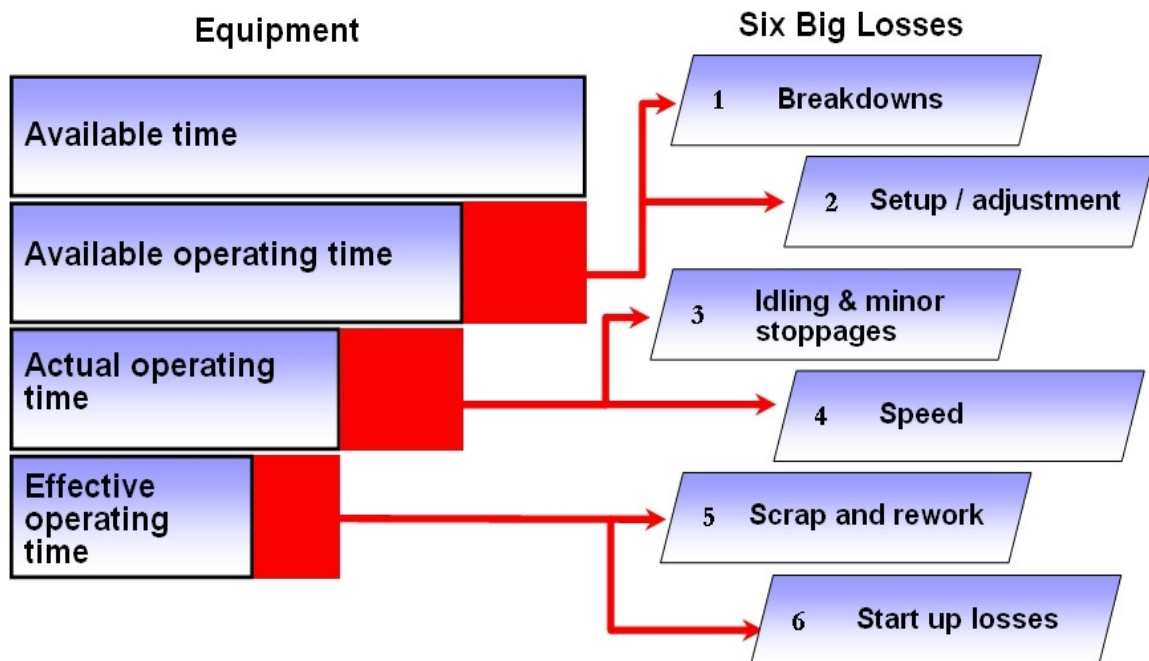 Equipment
Six Big Losses
Available time
1 Breakdowns
Available operating time
2 Setup / adjustment
Actual operating
time
3 Idling & minor
stoppages
4 Speed
Effective
operating
time
5 Scrap and rework
6 Start up losses